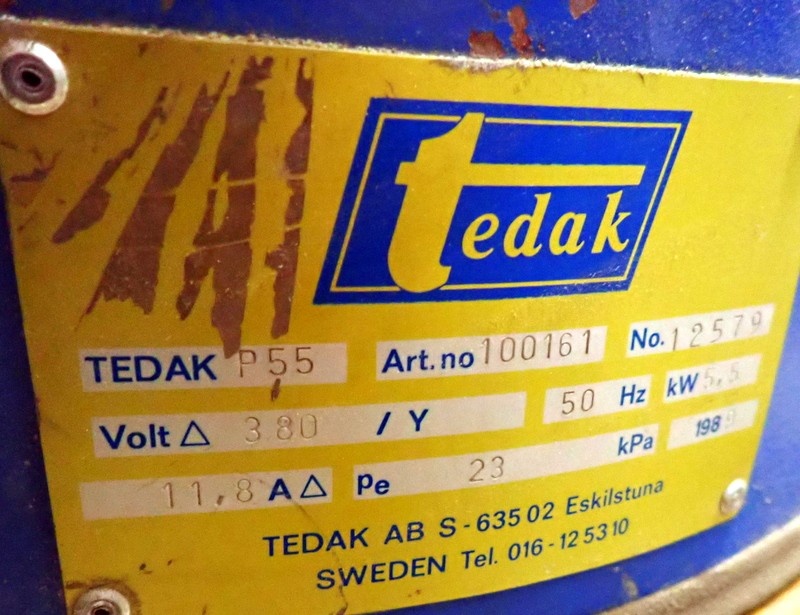 tedak
TEDAK P55 Art.no 100161 No. 12579
Volt △ 380 / Y 50 Hz kW 5,5
11,8 A △ pe 23 kPa 1989
TEDAK AB S-635 02 Eskilstuna
SWEDEN Tel. 016-12 53 10